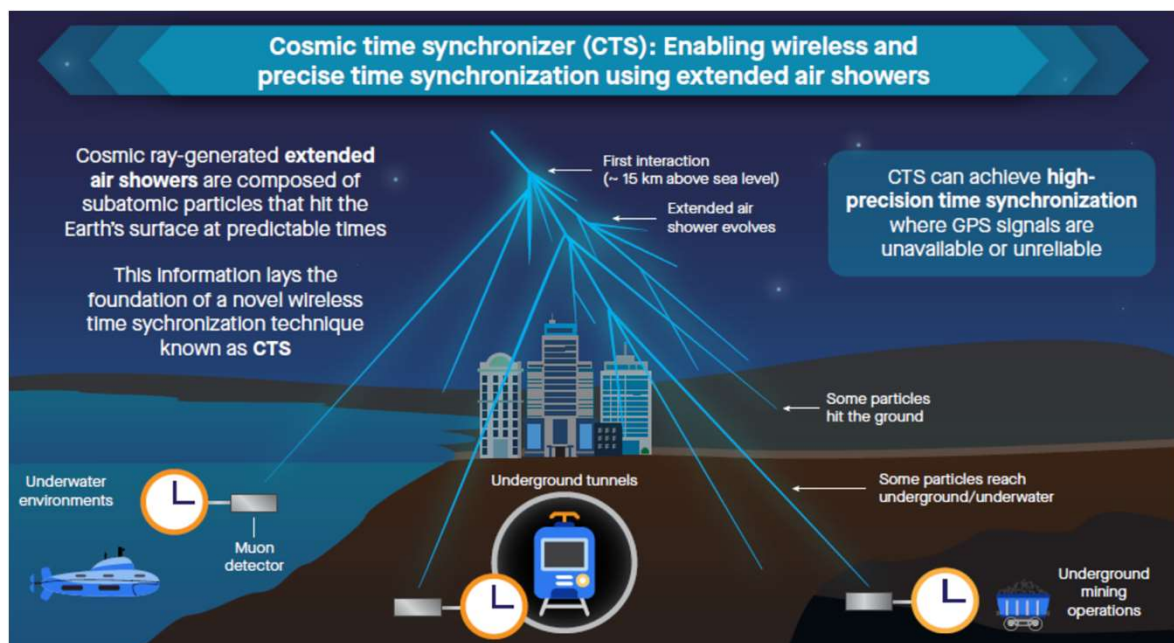 Cosmic time synchronizer (CTS): Enabling wireless and
precise time synchronization using extended air showers
Cosmic ray-generated extended
air showers are composed of
subatomic particles that hit the
Earth's surface at predictable times
This information lays the
foundation of a novel wireless
time sychronization technique
known as CTS
First interaction
(~ 15 km above sea level)
Extended air
shower evolves
CTS can achieve high-
precision time synchronization
where GPS signals are
unavailable or unreliable
Some particles
hit the ground
Some particles reach
underground/underwater
Underwater
environments
Muon
detector
Underground tunnels
Underground
mining
operations